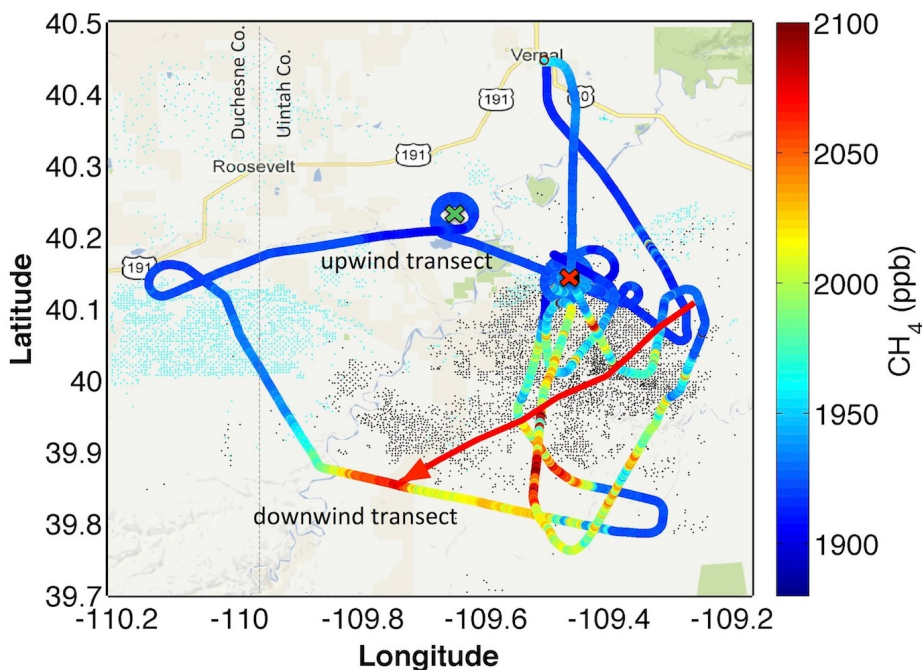 40.5
40.4
40.3
40.2
40.1
40
39.9
39.8
39.7
Latitude
Duchesne Co.
Uintah Co.
Vernal
191
191
Roosevelt
191
upwind transect
downwind transect
-110.2
-110
-109.8
-109.6
-109.4
-109.2
Longitude
2100
2050
2000
1950
1900
CH4 (ppb)